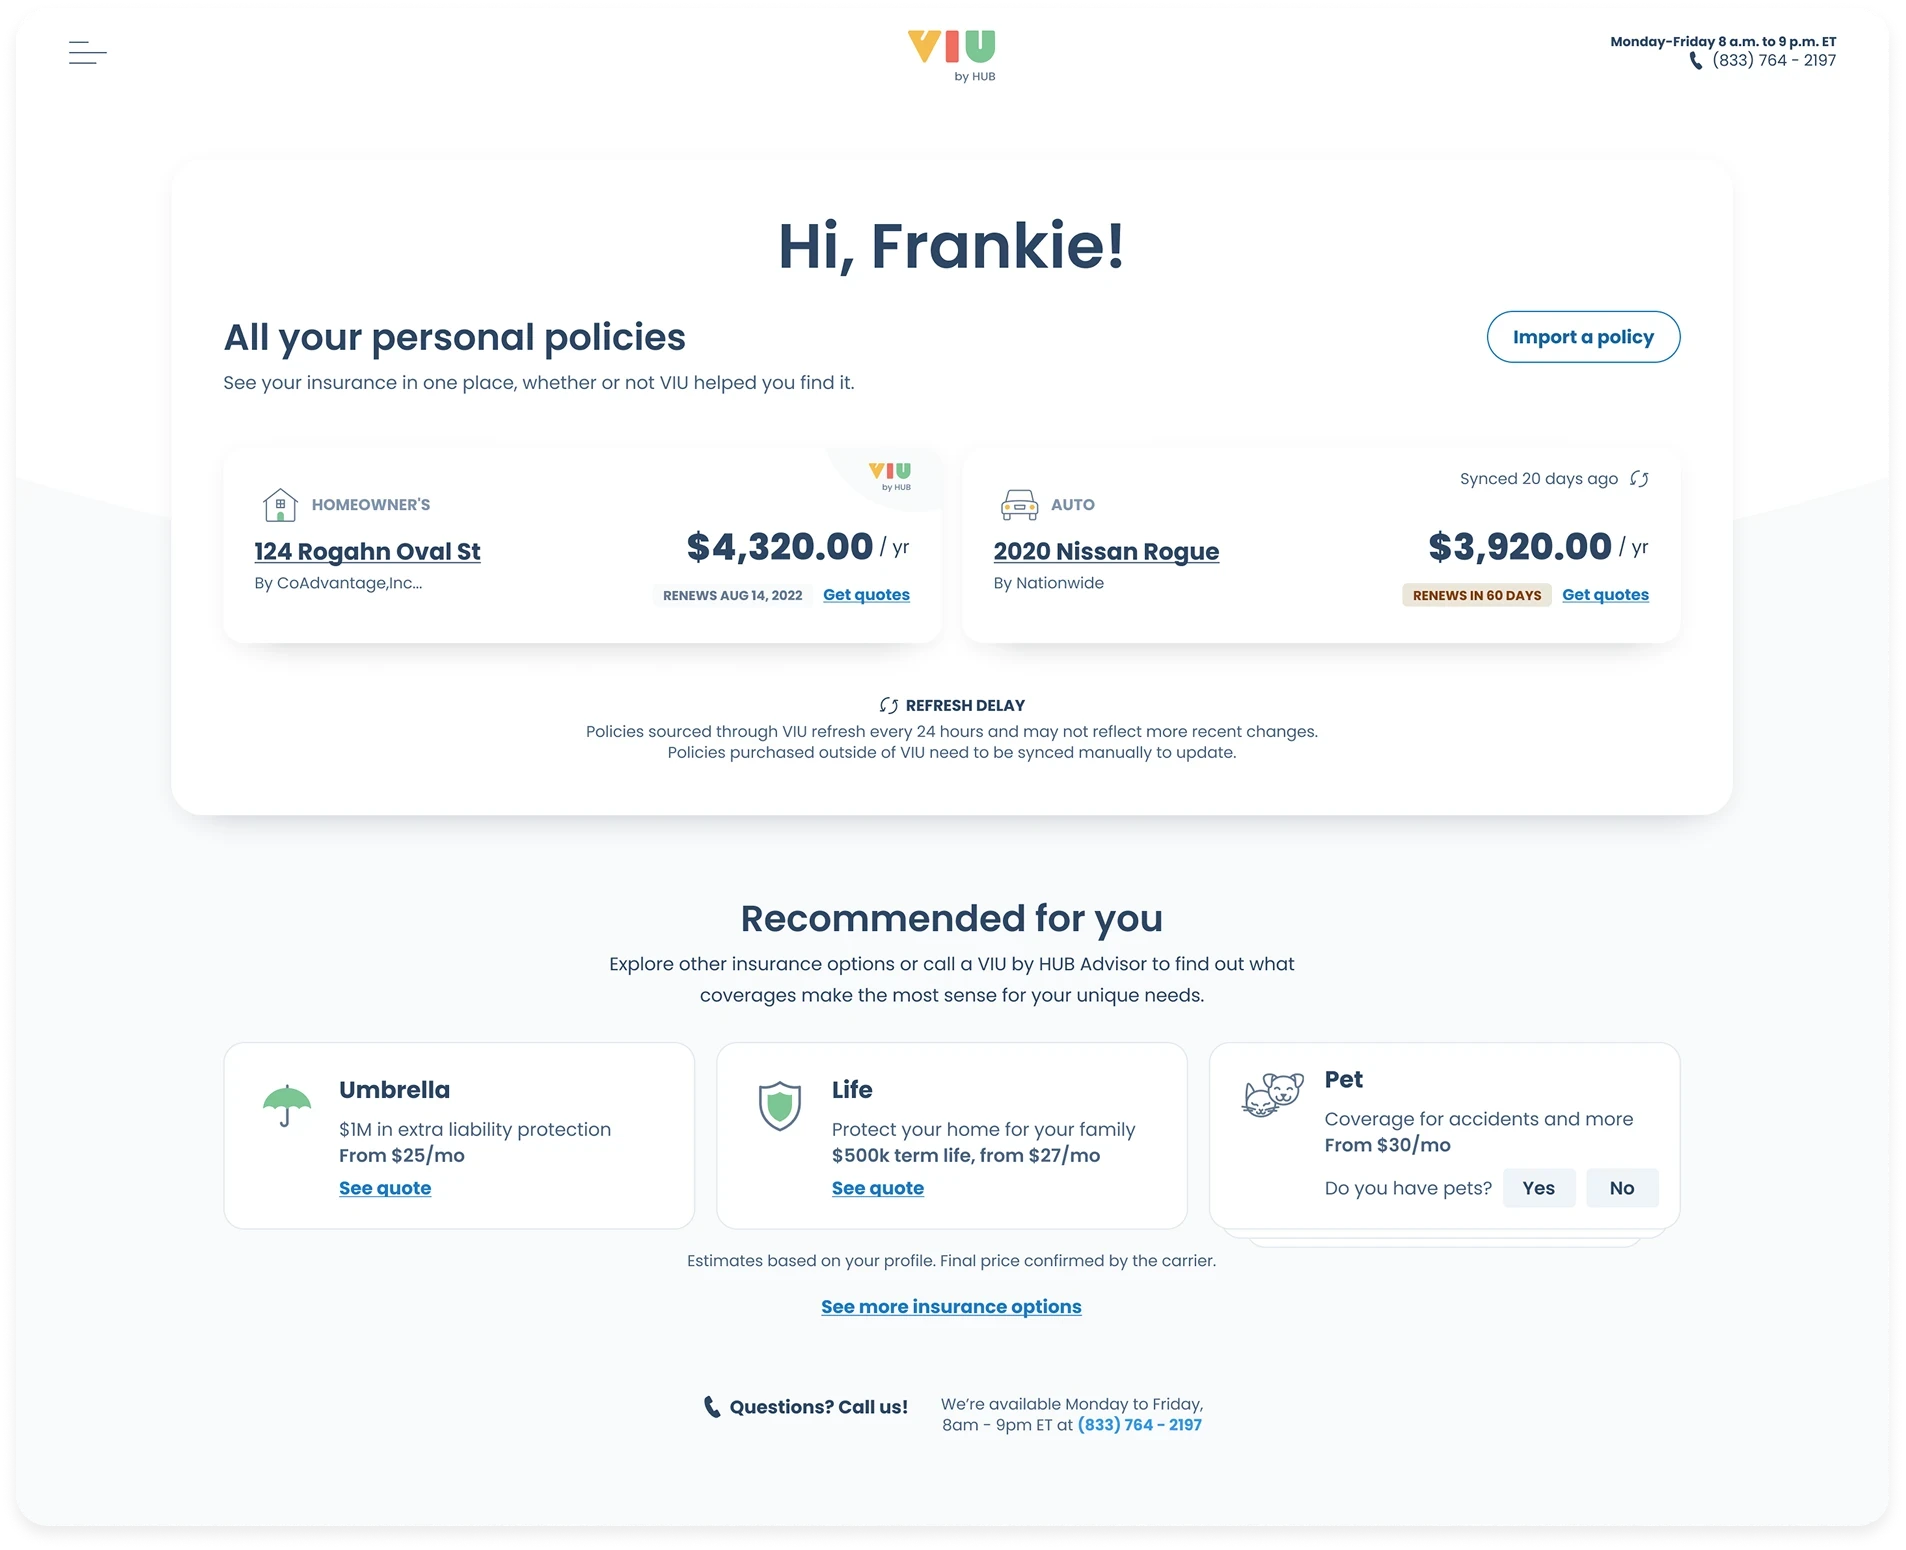 VIU
by HUB
Monday-Friday 8 a.m. to 9 p.m. ET
(833) 764 - 2197
Hi, Frankie!
All your personal policies
Import a policy
See your insurance in one place, whether or not VIU helped you find it.
VIU
by HUB
HOMEOWNER'S
124 Rogahn Oval St
By CoAdvantage,Inc...
$4,320.00 / yr
RENEWS AUG 14, 2022
Get quotes
Synced 20 days ago
AUTO
2020 Nissan Rogue
By Nationwide
$3,920.00 / yr
RENEWS IN 60 DAYS
Get quotes
REFRESH DELAY
Policies sourced through VIU refresh every 24 hours and may not reflect more recent changes.
Policies purchased outside of VIU need to be synced manually to update.
Recommended for you
Explore other insurance options or call a VIU by HUB Advisor to find out what
coverages make the most sense for your unique needs.
Umbrella
$1M in extra liability protection
From $25/mo
See quote
Life
Protect your home for your family
$500k term life, from $27/mo
See quote
Pet
Coverage for accidents and more
From $30/mo
Do you have pets?
Yes
No
Estimates based on your profile. Final price confirmed by the carrier.
See more insurance options
Questions? Call us!
We’re available Monday to Friday,
8am - 9pm ET at (833) 764 - 2197